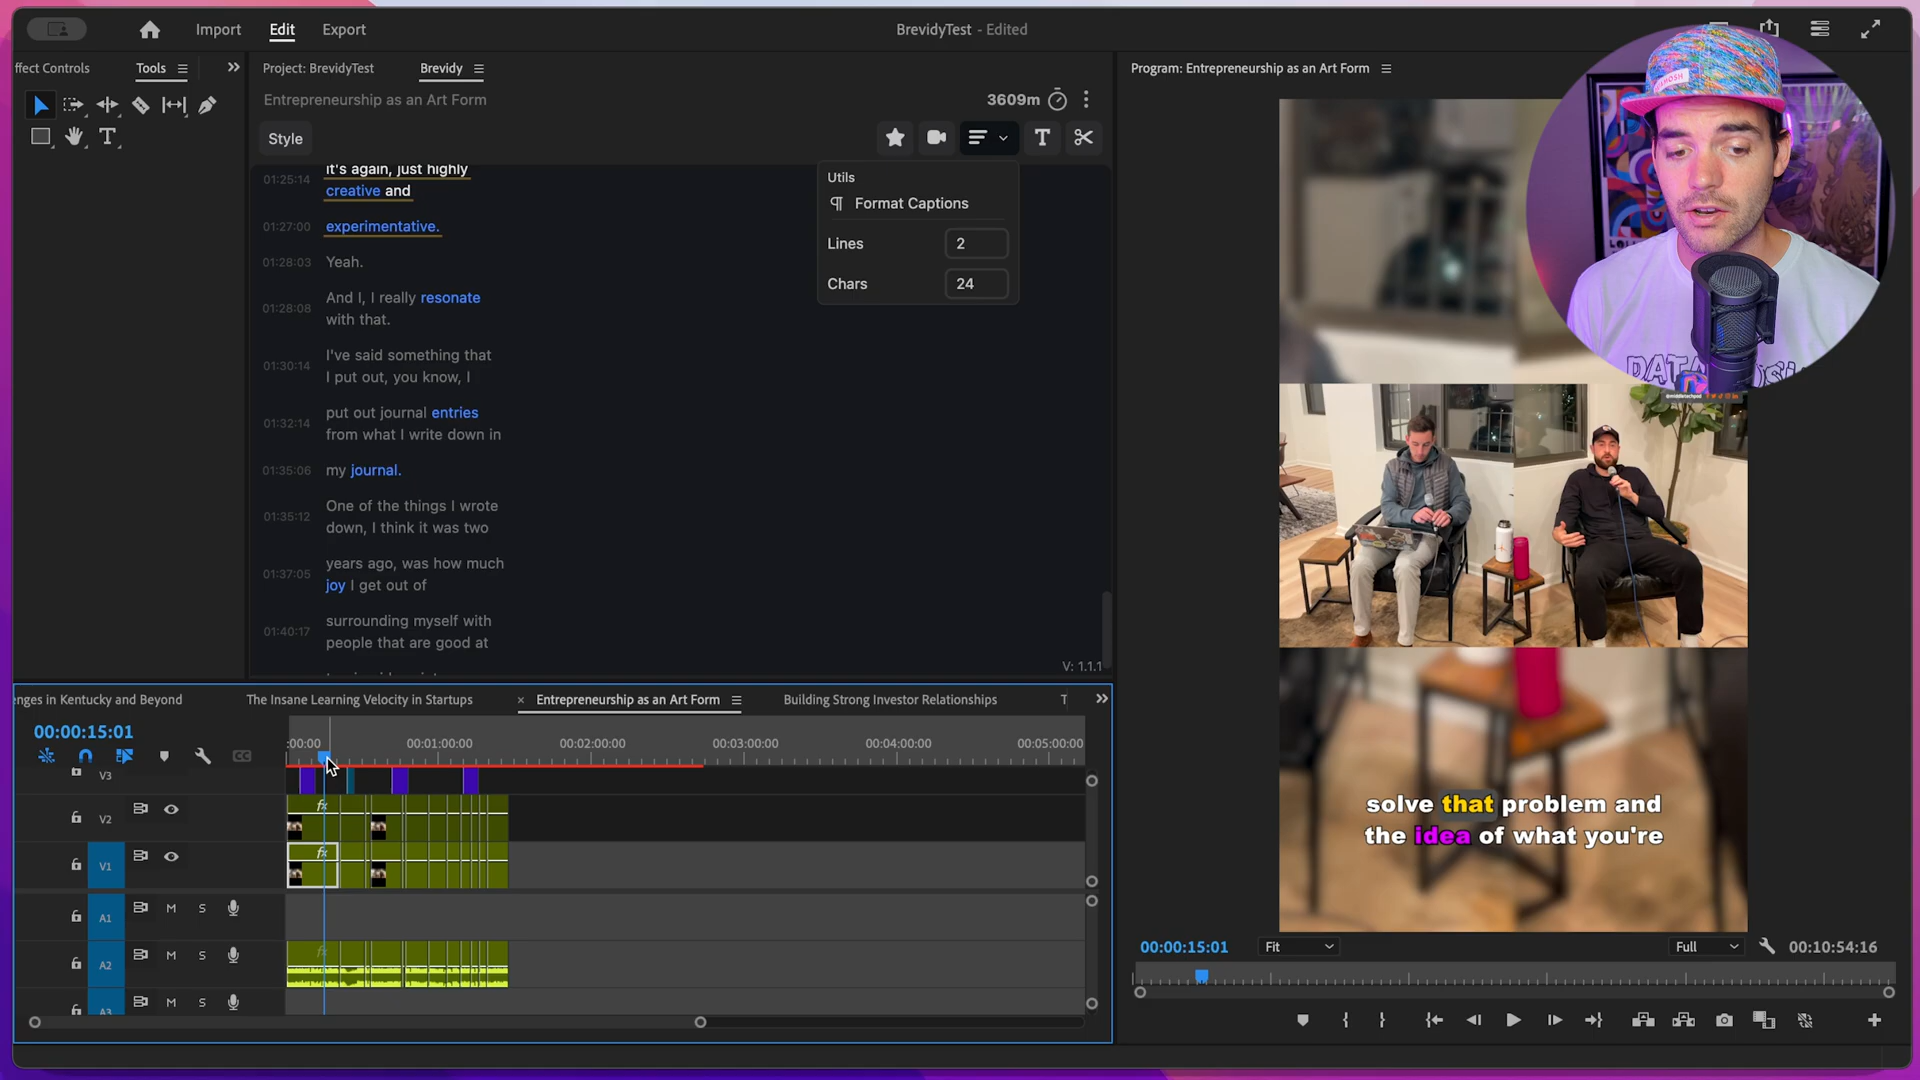 Import
Edit
Export
BrevidyTest - Edited
ffect Controls
Tools
Project: BrevidyTest
Brevidy
Program: Entrepreneurship as an Art Form
Entrepreneurship as an Art Form
3609m
Style
01:25:14
it's again, just highly
creative and
01:27:00
experimentative.
01:28:03
Yeah.
01:28:08
And I, I really resonate
with that.
01:30:14
I've said something that
I put out, you know, I
01:32:14
put out journal entries
from what I write down in
01:35:06
my journal.
01:35:12
One of the things I wrote
down, I think it was two
01:37:05
years ago, was how much
joy I get out of
01:40:17
surrounding myself with
people that are good at
Utils
Format Captions
Lines
2
Chars
24
V: 1.1.1
enges in Kentucky and Beyond
The Insane Learning Velocity in Startups
Entrepreneurship as an Art Form
Building Strong Investor Relationships
T
00:00:15:01
:00:00
00:01:00:00
00:02:00:00
00:03:00:00
00:04:00:00
00:05:00:00
V3
V2
fx
V1
fx
A1
M
S
A2
M
S
fx
A3
M
S
@middletechpod
solve that problem and
the idea of what you're
00:00:15:01
Fit
Full
00:10:54:16